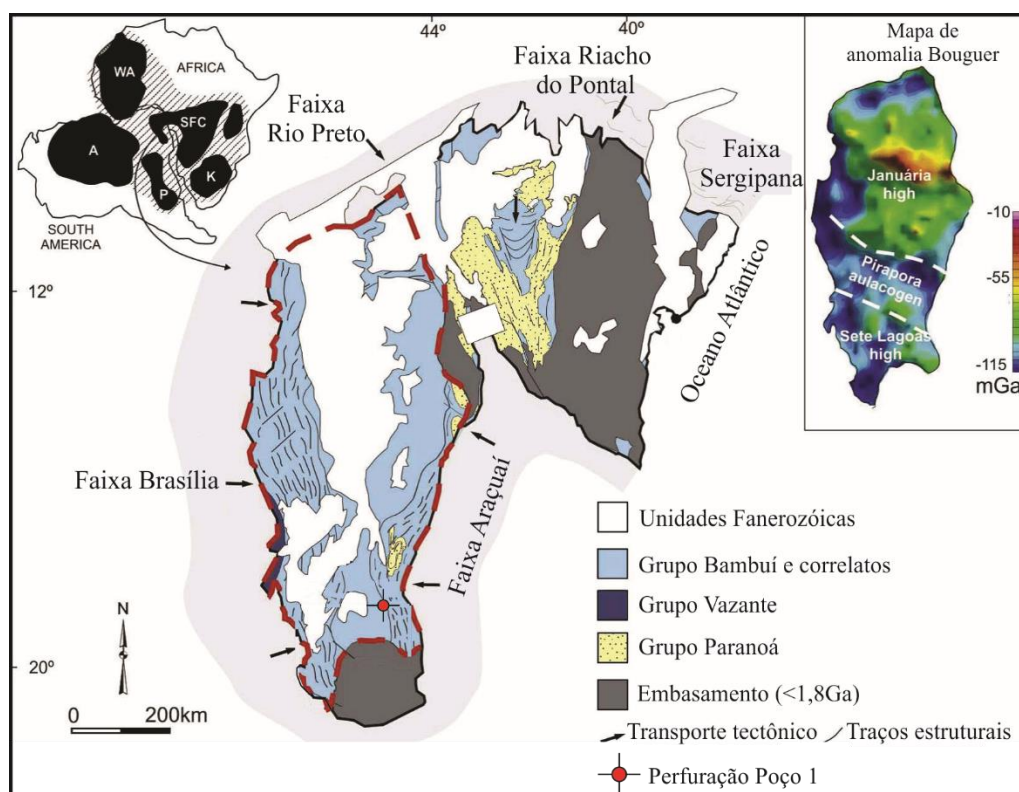 44º
40º
WA
AFRICA
SFC
A
P
K
SOUTH
AMERICA
Faixa
Rio Preto
Faixa Riacho
do Pontal
Faixa
Sergipana
Mapa de
anomalia Bouguer
Januária
high
Pirapora
aulacogen
Sete Lagoas
high
-10
-55
-115
mGa
12º
Oceano Atlântico
Faixa Brasília
Faixa Araçuaí
20º
N
0
200km
Unidades Fanerozóicas
Grupo Bambuí e correlatos
Grupo Vazante
Grupo Paranoá
Embasamento (<1,8Ga)
Transporte tectônico
Traços estruturais
Perfuração Poço 1